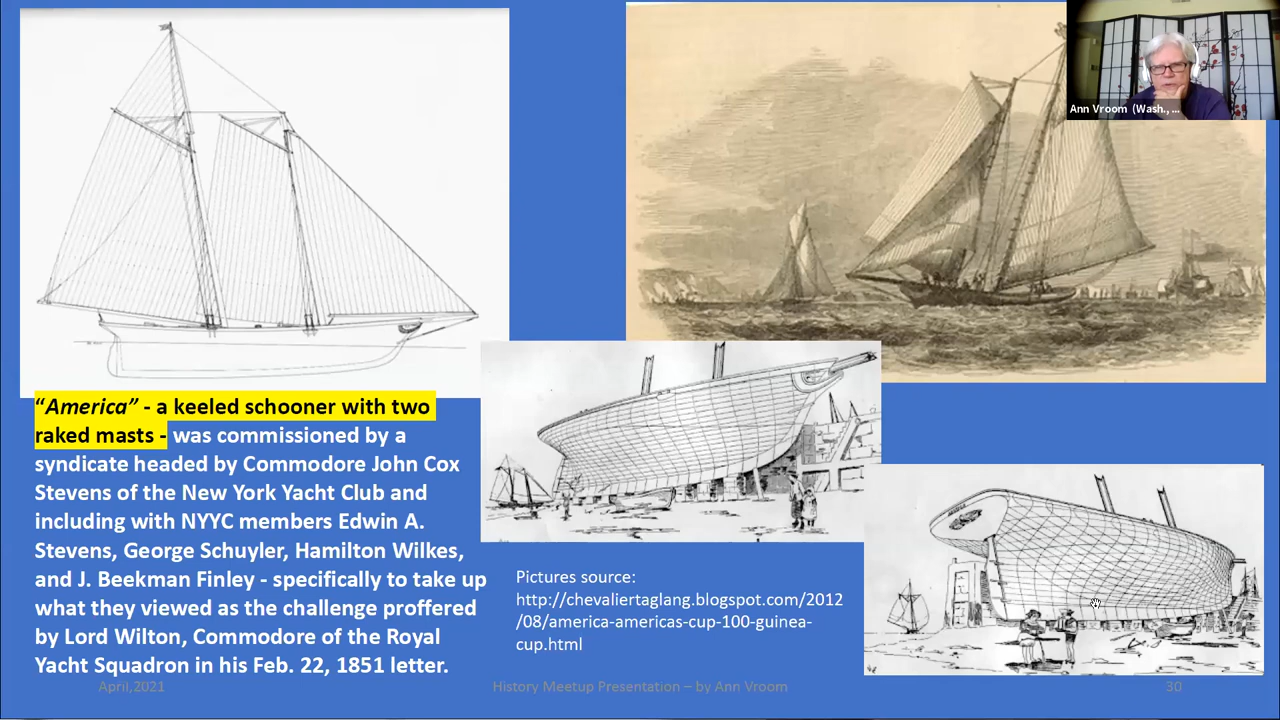 Ann Vroom (Wash., ...
“America” - a keeled schooner with two
raked masts - was commissioned by a
syndicate headed by Commodore John Cox
Stevens of the New York Yacht Club and
including with NYYC members Edwin A.
Stevens, George Schuyler, Hamilton Wilkes,
and J. Beekman Finley - specifically to take up
what they viewed as the challenge proffered
by Lord Wilton, Commodore of the Royal
Yacht Squadron in his Feb. 22, 1851 letter.
Pictures source:
http://chevaliertaglang.blogspot.com/2012
/08/america-americas-cup-100-guinea-
cup.html
April,2021
History Meetup Presentation – by Ann Vroom
30